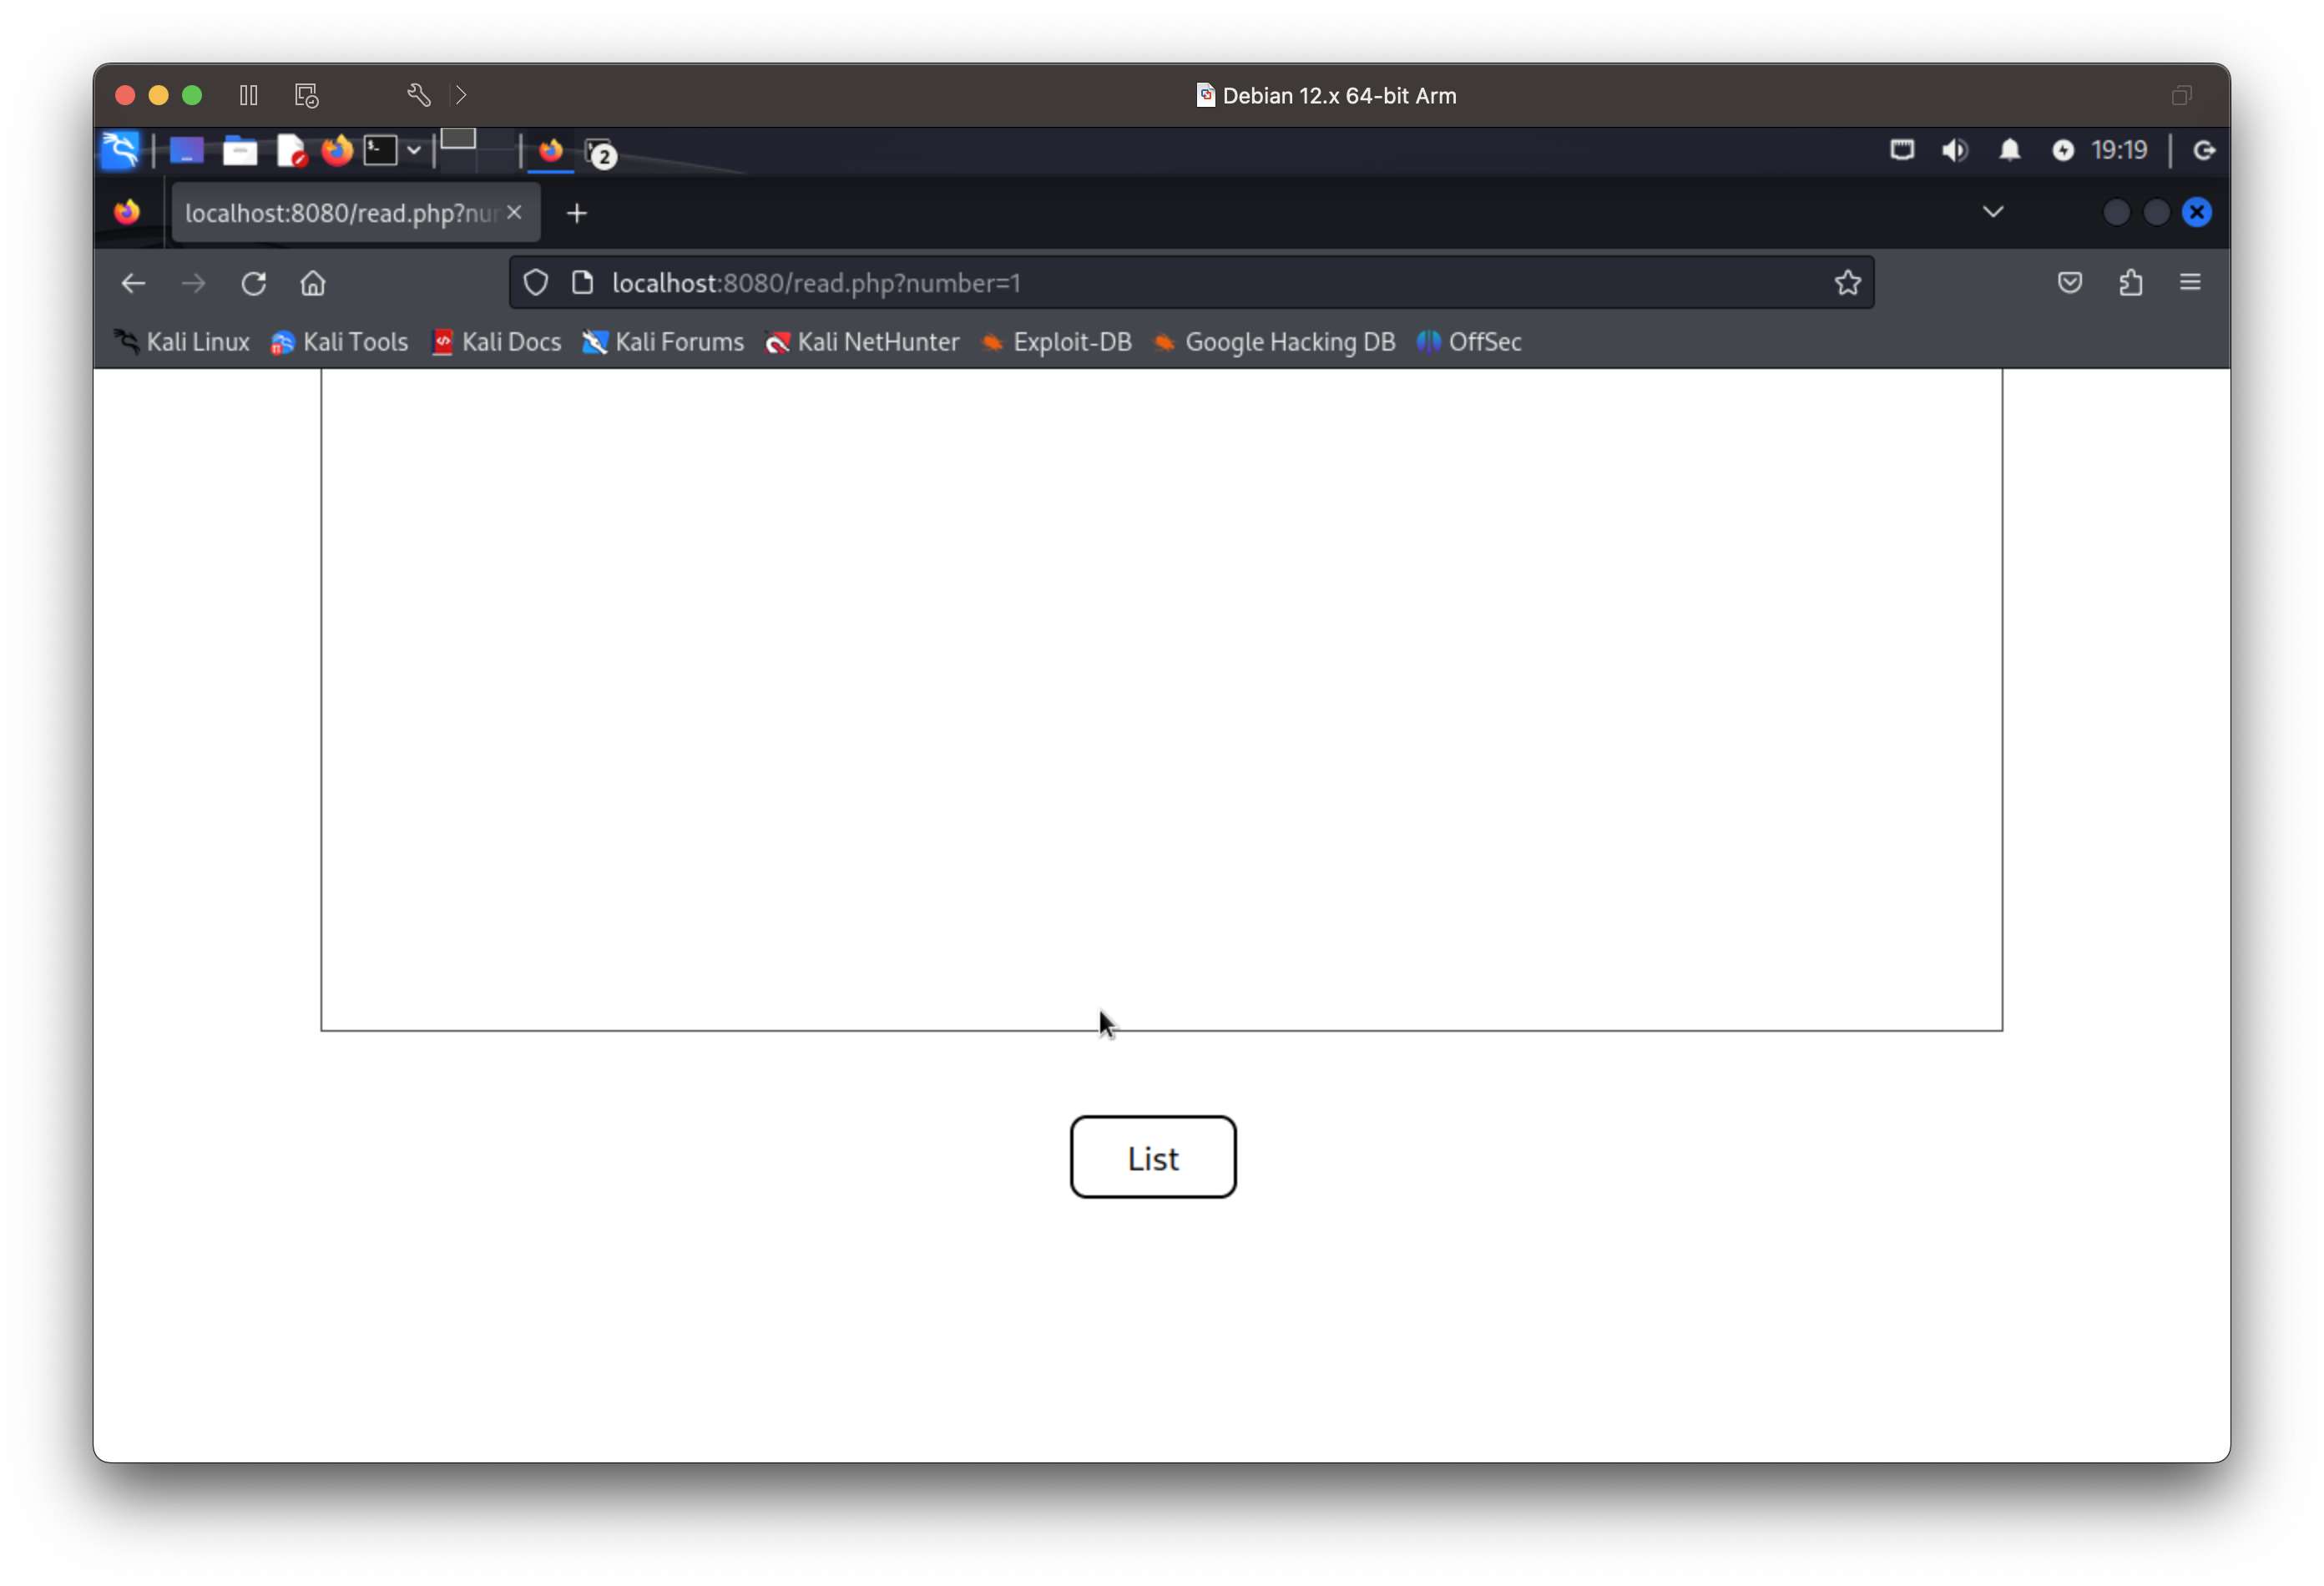 Debian 12.x 64-bit Arm
2
19:19
localhost:8080/read.php?nu
localhost:8080/read.php?number=1
Kali Linux Kali Tools Kali Docs Kali Forums Kali NetHunter Exploit-DB Google Hacking DB OffSec
List